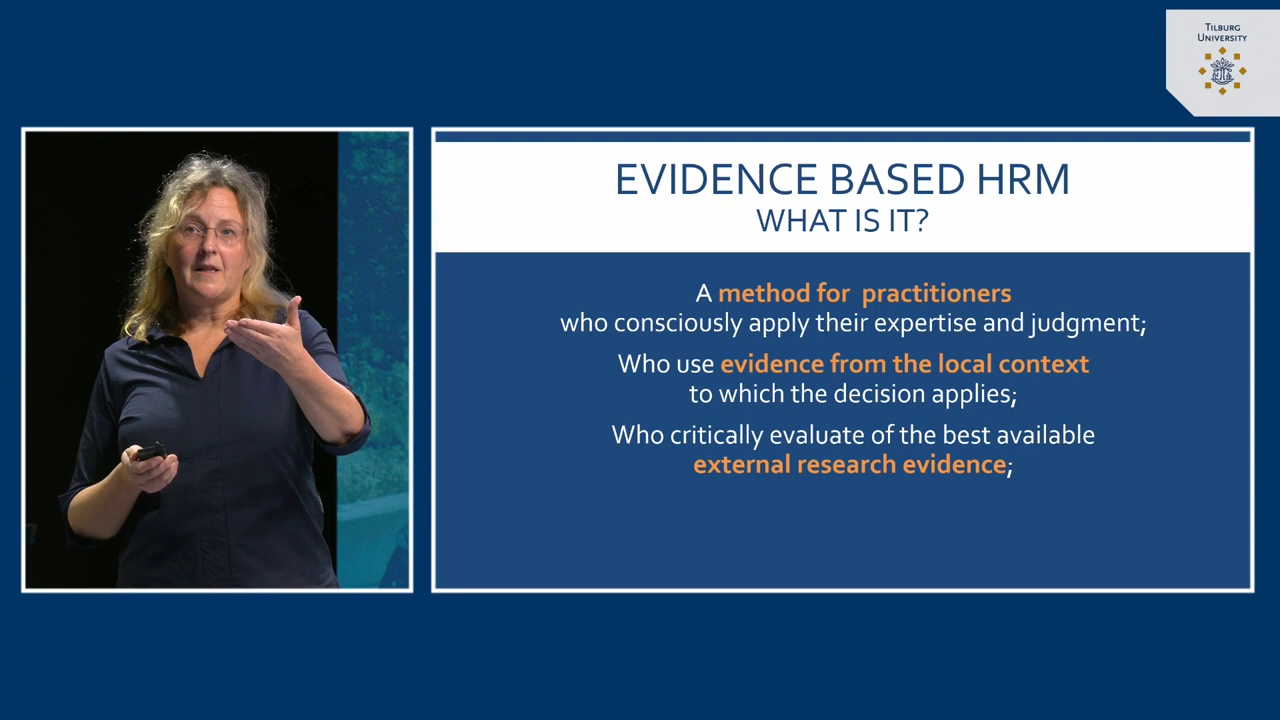 TILBURG
UNIVERSITY
EVIDENCE BASED HRM
WHAT IS IT?
A method for practitioners
who consciously apply their expertise and judgment;
Who use evidence from the local context
to which the decision applies;
Who critically evaluate of the best available
external research evidence;